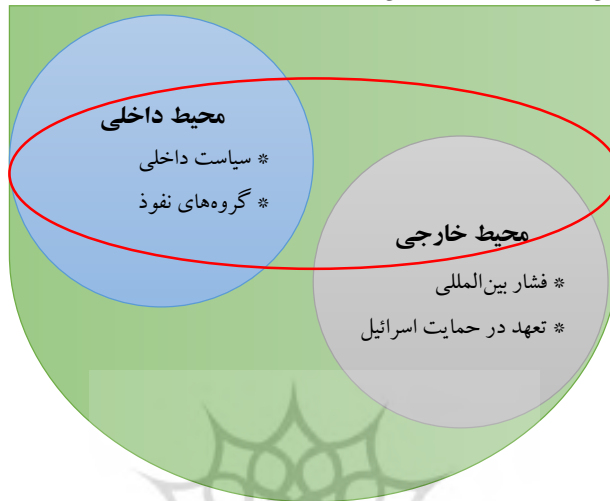 محیط داخلی
* سیاست داخلی
* گروه‌های نفوذ
محیط خارجی
* فشار بین‌المللی
* تعهد در حمایت اسرائیل